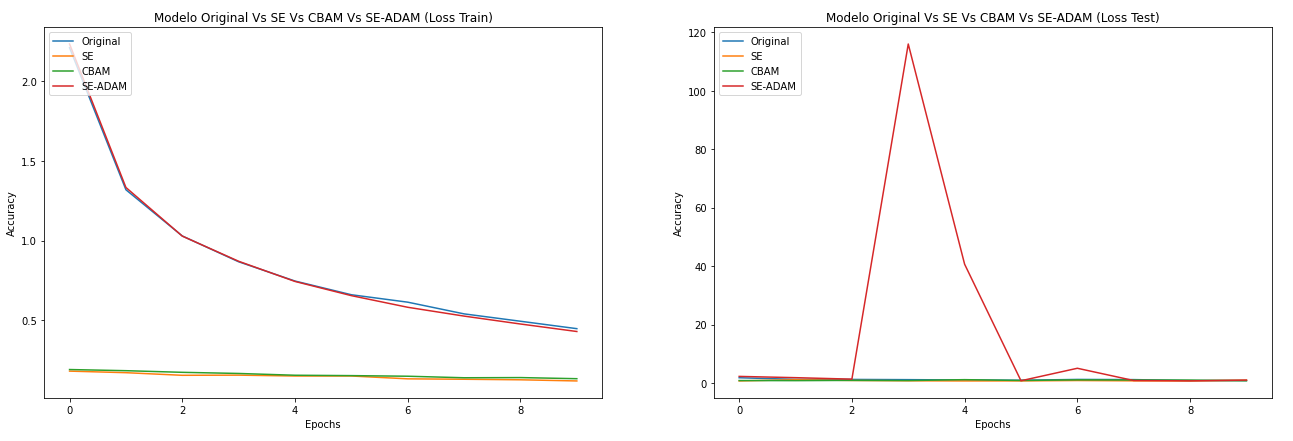 Modelo Original Vs SE Vs CBAM Vs SE-ADAM (Loss Train)
Original
SE
CBAM
SE-ADAM
2.0
1.5
1.0
0.5
Accuracy
0 2 4 6 8
Epochs
Modelo Original Vs SE Vs CBAM Vs SE-ADAM (Loss Test)
Original
SE
CBAM
SE-ADAM
120
100
80
60
40
20
0
Accuracy
0 2 4 6 8
Epochs